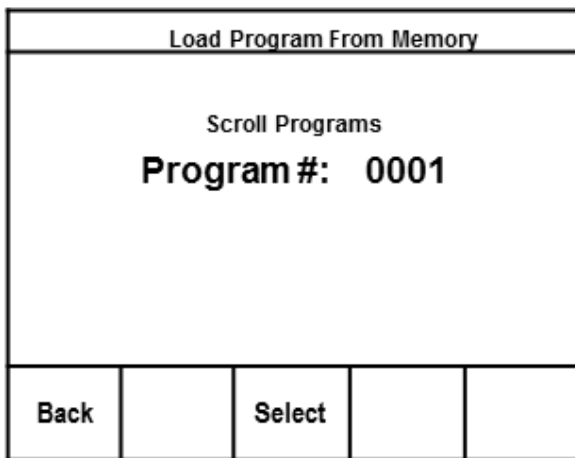 Load Program From Memory
Scroll Programs
Program #: 0001
Back Select